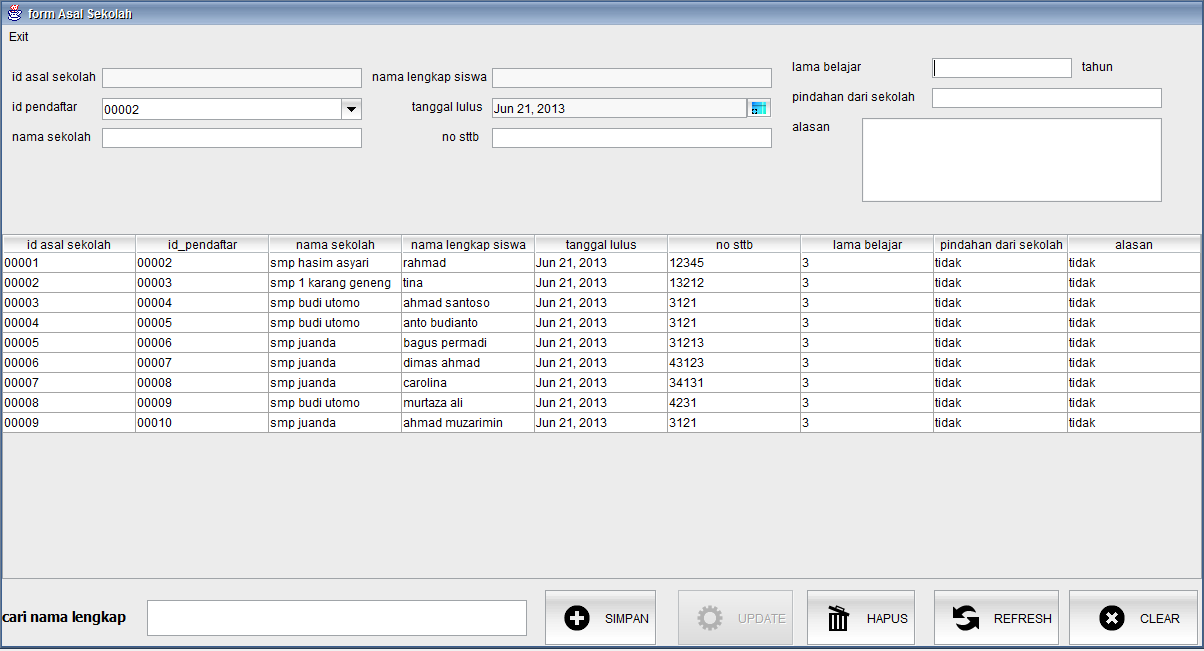 form Asal Sekolah
Exit
id asal sekolah nama lengkap siswa lama belajar tahun
id pendaftar 00002 tanggal lulus Jun 21, 2013 pindahan dari sekolah
nama sekolah no sttb alasan
id asal sekolah id_pendaftar nama sekolah nama lengkap siswa tanggal lulus no sttb lama belajar pindahan dari sekolah alasan
00001 00002 smp hasim asyari rahmad Jun 21, 2013 12345 3 tidak tidak
00002 00003 smp 1 karang geneng tina Jun 21, 2013 13212 3 tidak tidak
00003 00004 smp budi utomo ahmad santoso Jun 21, 2013 3121 3 tidak tidak
00004 00005 smp budi utomo anto budianto Jun 21, 2013 3121 3 tidak tidak
00005 00006 smp juanda bagus permadi Jun 21, 2013 31213 3 tidak tidak
00006 00007 smp juanda dimas ahmad Jun 21, 2013 43123 3 tidak tidak
00007 00008 smp juanda carolina Jun 21, 2013 34131 3 tidak tidak
00008 00009 smp budi utomo murtaza ali Jun 21, 2013 4231 3 tidak tidak
00009 00010 smp juanda ahmad muzarimin Jun 21, 2013 3121 3 tidak tidak
cari nama lengkap SIMPAN UPDATE HAPUS REFRESH CLEAR